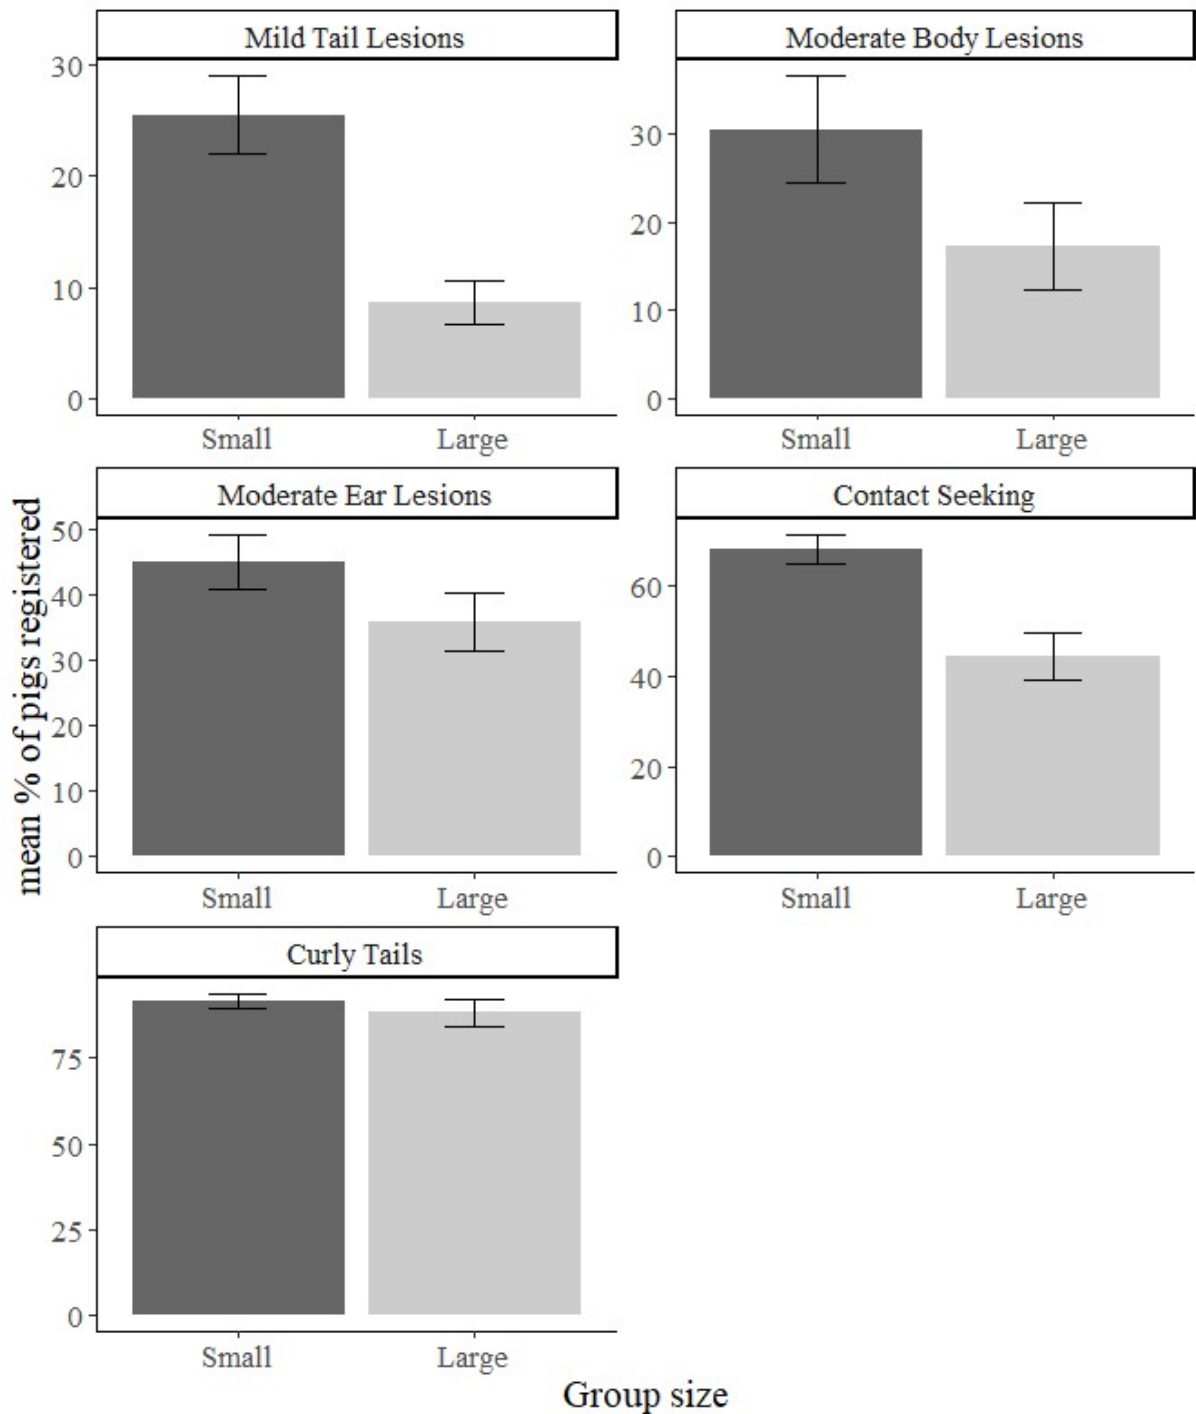 Mild Tail Lesions
30
20
10
0
Small Large
Moderate Body Lesions
30
20
10
0
Small Large
mean % of pigs registered
Moderate Ear Lesions
50
40
30
20
10
0
Small Large
Contact Seeking
60
40
20
0
Small Large
Curly Tails
75
50
25
0
Small Large
Group size